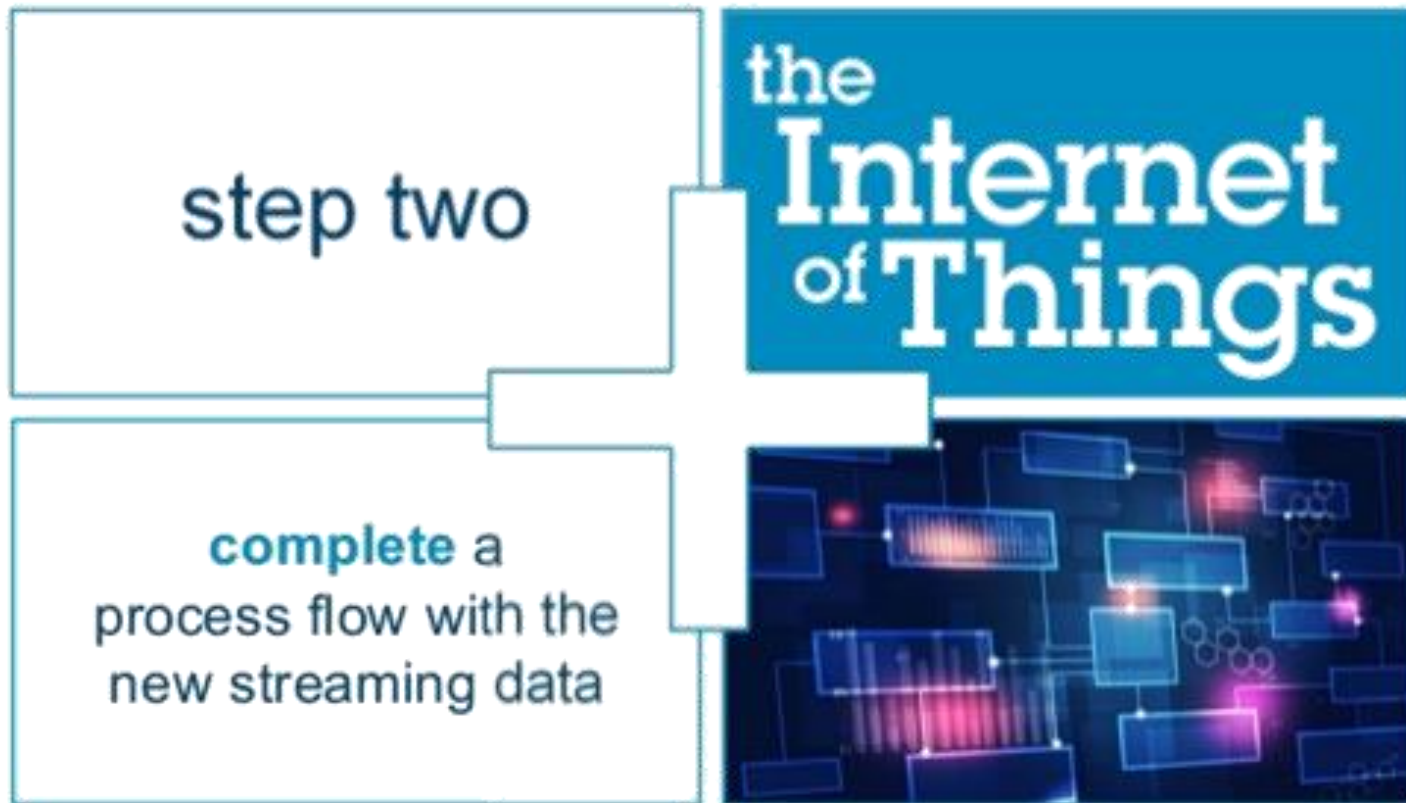 step two
the
Internet
of Things
complete a
process flow with the
new streaming data